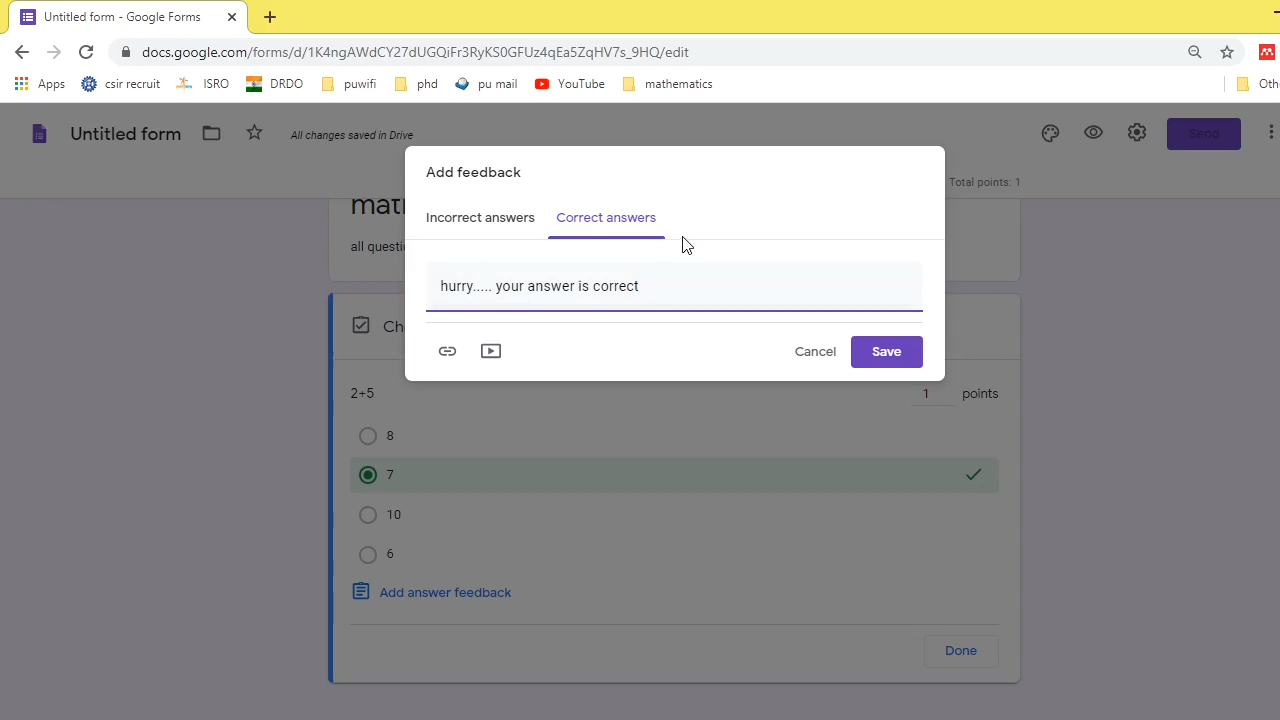 Untitled form - Google Forms
docs.google.com/forms/d/1K4ngAWdCY27dUGQiFr3RyKS0GFUz4qEa5ZqHV7s_9HQ/edit
Apps csir recruit ISRO DRDO puwifi phd pu mail YouTube mathematics Othe
Untitled form All changes saved in Drive Send
Total points: 1
Add feedback
Incorrect answers Correct answers
all questi
hurry..... your answer is correct
Cancel Save
2+5 1 points
8
7
10
6
Add answer feedback
Done